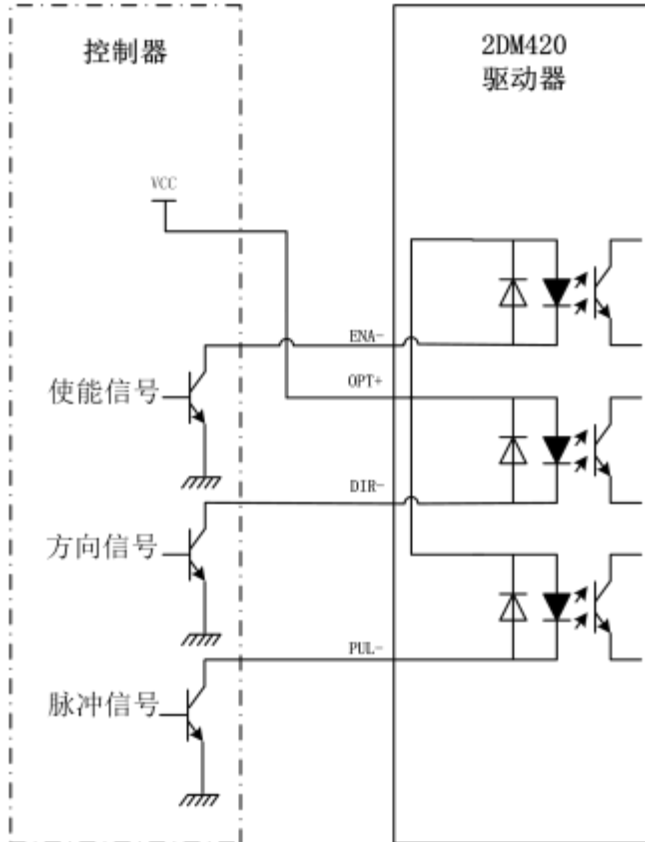 控制器
2DM420
驱动器
VCC
ENA-
使能信号
OPT+
DIR-
方向信号
PUL-
脉冲信号